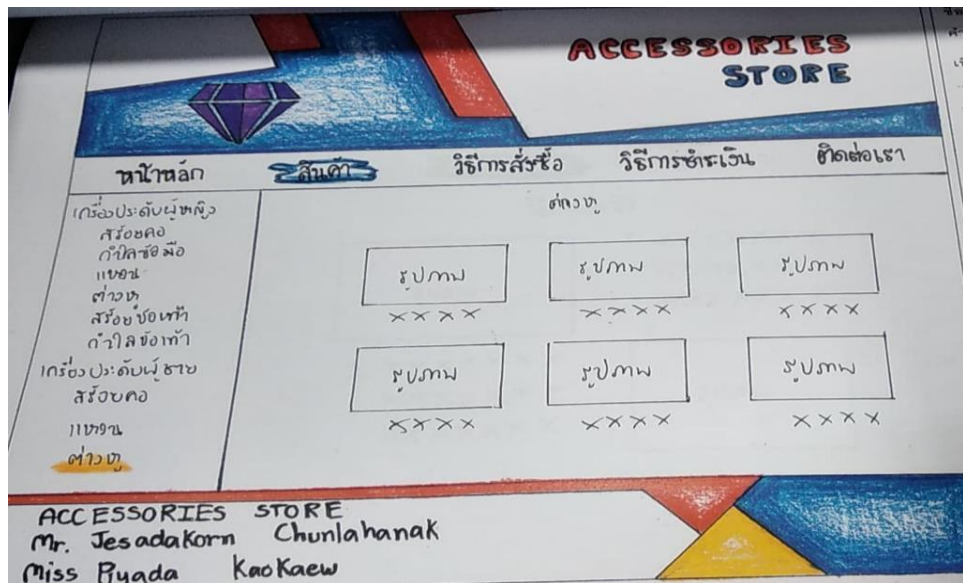 ACCESSORIES
STORE
หน้าหลัก สินค้า วิธีการสั่งซื้อ วิธีการชำระเงิน ติดต่อเรา
เครื่องประดับผู้หญิง
สร้อยคอ
กำไลข้อมือ
แหวน
ต่างหู
สร้อยข้อเท้า
กำไลข้อเท้า
เครื่องประดับผู้ชาย
สร้อยคอ
แหวน
ต่างหู
ต่างหู
รูปภาพ รูปภาพ รูปภาพ
XXXX XXXX XXXX
รูปภาพ รูปภาพ รูปภาพ
XXXX XXXX XXXX
ACCESSORIES STORE
Mr. Jesadakorn Chunlahanak
Miss Piyada Kaokaew